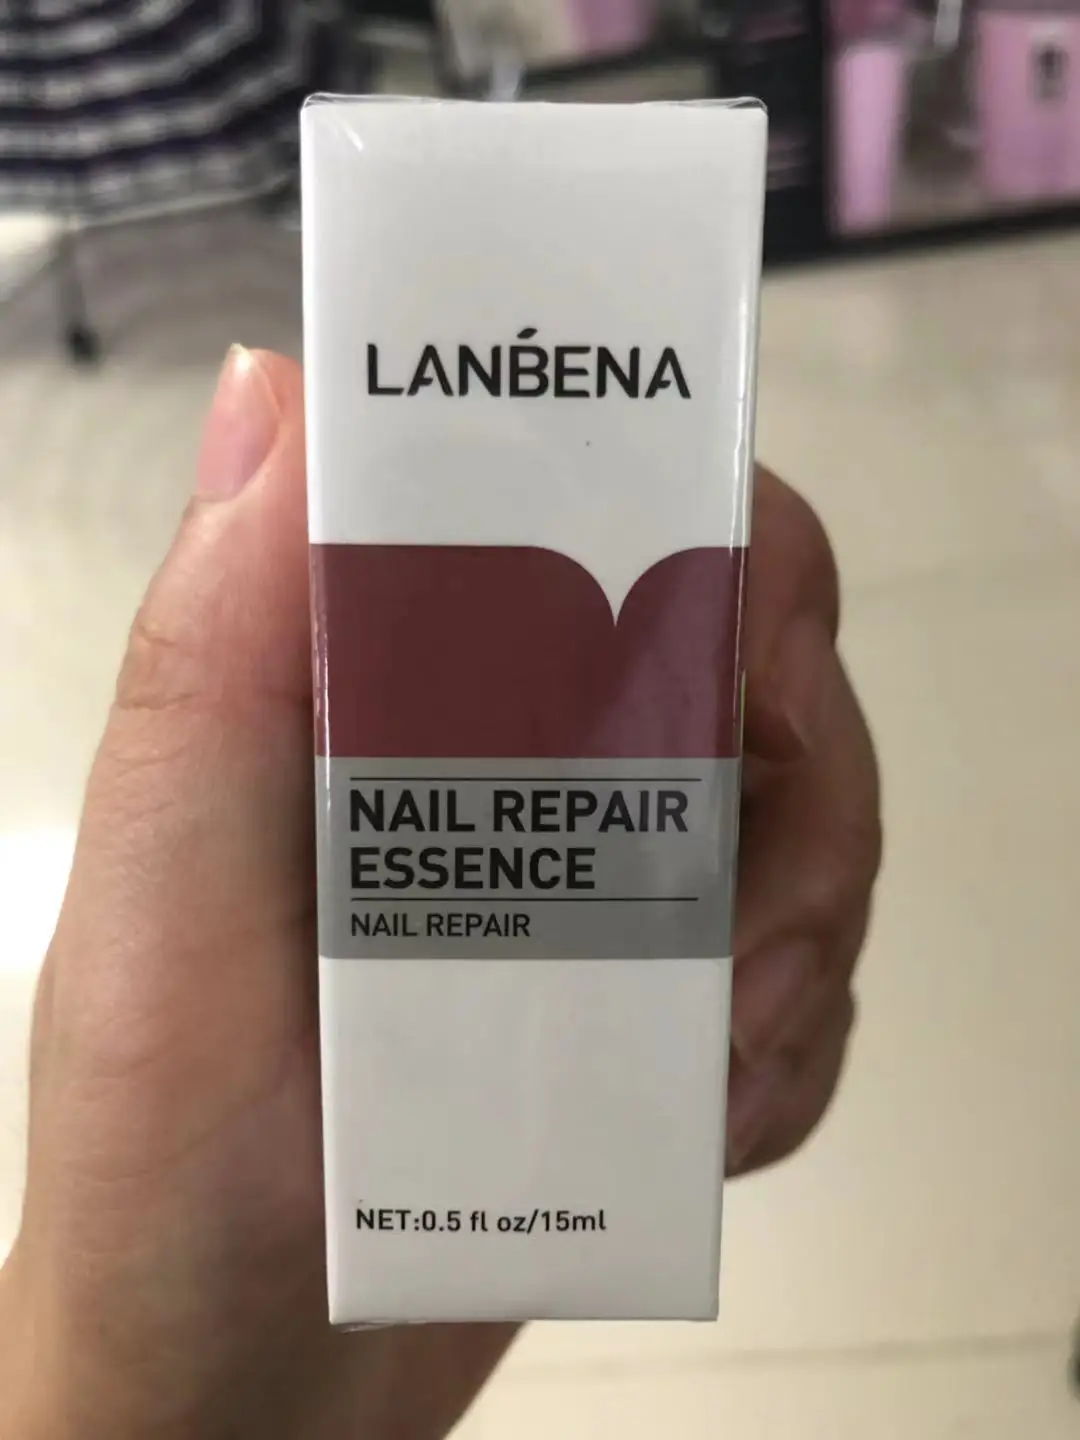 LANBENA
NAIL REPAIR
ESSENCE
NAIL REPAIR
NET:0.5 fl oz/15ml